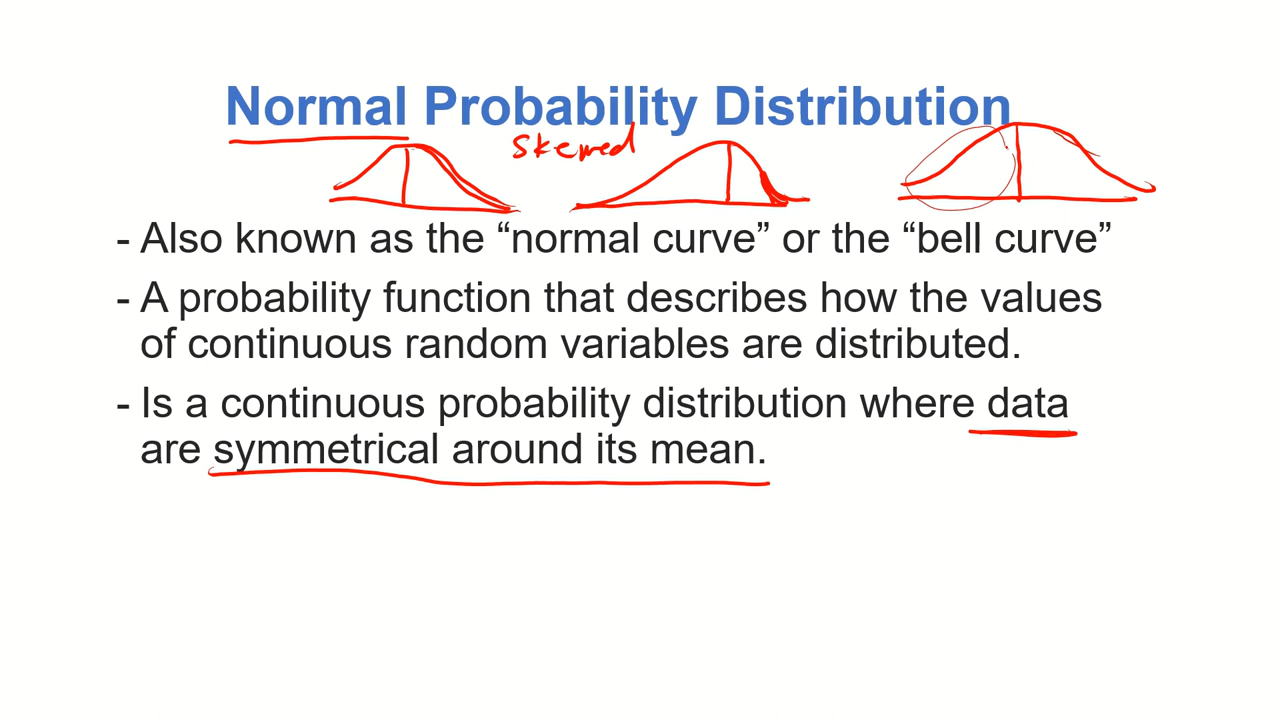 Normal Probability Distribution
skewed
- Also known as the “normal curve” or the “bell curve”
- A probability function that describes how the values
of continuous random variables are distributed.
- Is a continuous probability distribution where data
are symmetrical around its mean.